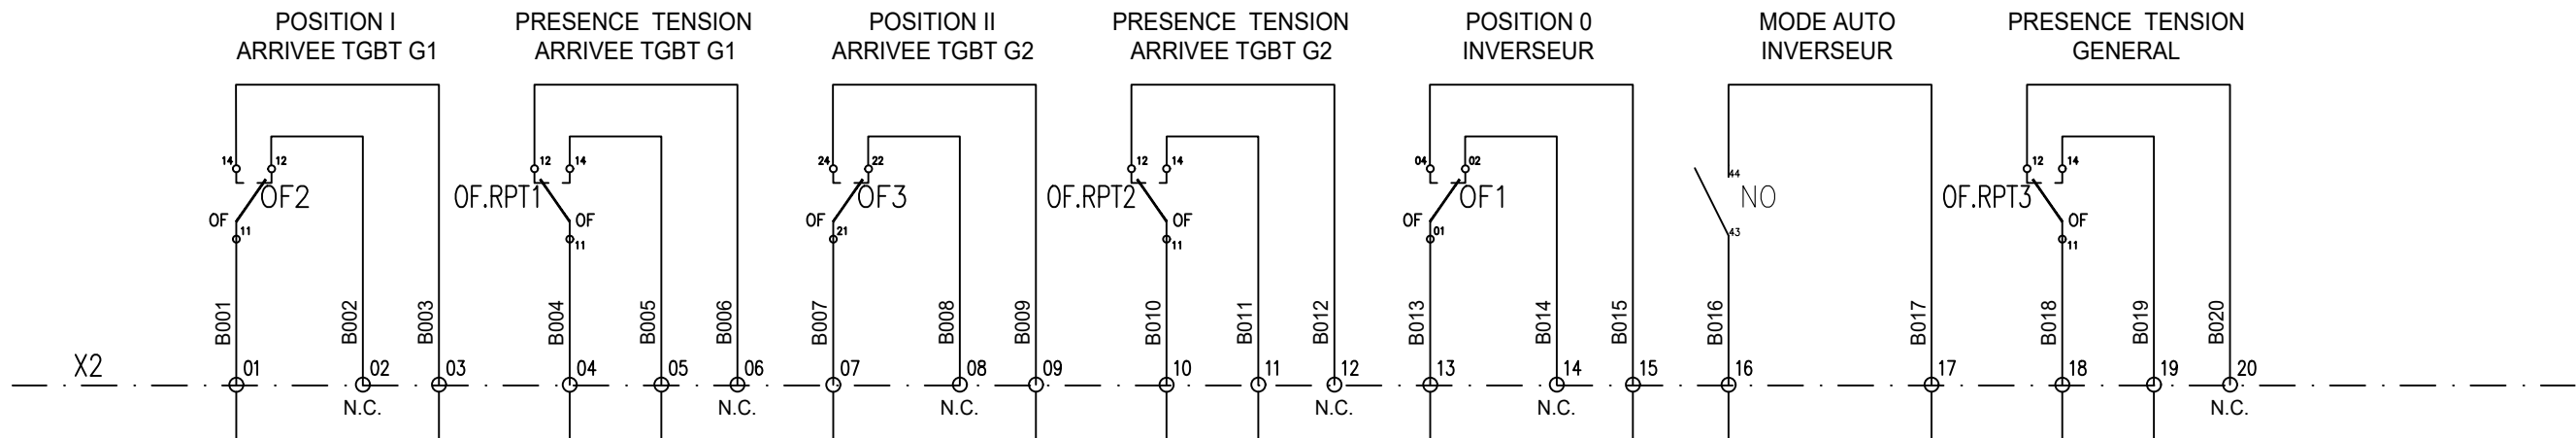 POSITION I
ARRIVEE TGBT G1
PRESENCE TENSION
ARRIVEE TGBT G1
POSITION II
ARRIVEE TGBT G2
PRESENCE TENSION
ARRIVEE TGBT G2
POSITION 0
INVERSEUR
MODE AUTO
INVERSEUR
PRESENCE TENSION
GENERAL
14 12
OF2
OF
11
12 14
OF.RPT1
OF
11
24 22
OF3
OF
21
12 14
OF.RPT2
OF
11
04 02
OF1
OF
01
44
NO
43
12 14
OF.RPT3
OF
11
B001 B002 B003 B004 B005 B006 B007 B008 B009 B010 B011 B012 B013 B014 B015 B016 B017 B018 B019 B020
X2 01 02 03 04 05 06 07 08 09 10 11 12 13 14 15 16 17 18 19 20
N.C. N.C. N.C. N.C. N.C. N.C.